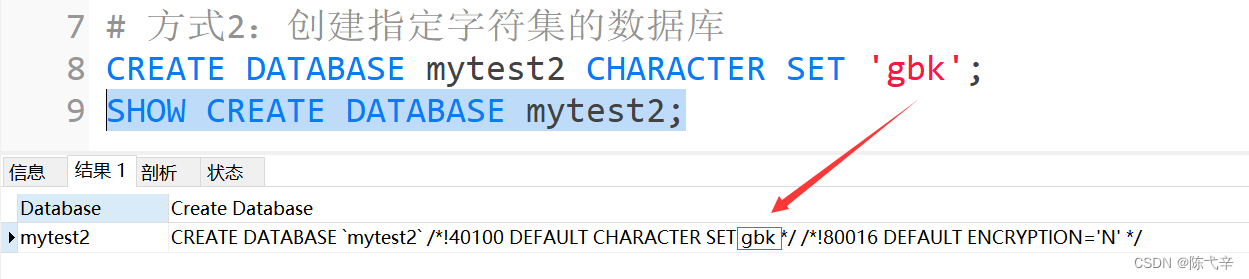 7 # 方式2：创建指定字符集的数据库
8 CREATE DATABASE mytest2 CHARACTER SET 'gbk';
9 SHOW CREATE DATABASE mytest2;
信息 结果 1 剖析 状态
Database Create Database
mytest2 CREATE DATABASE `mytest2` /*!40100 DEFAULT CHARACTER SET gbk */ /*!80016 DEFAULT ENCRYPTION='N' */
CSDN @陈弋辛